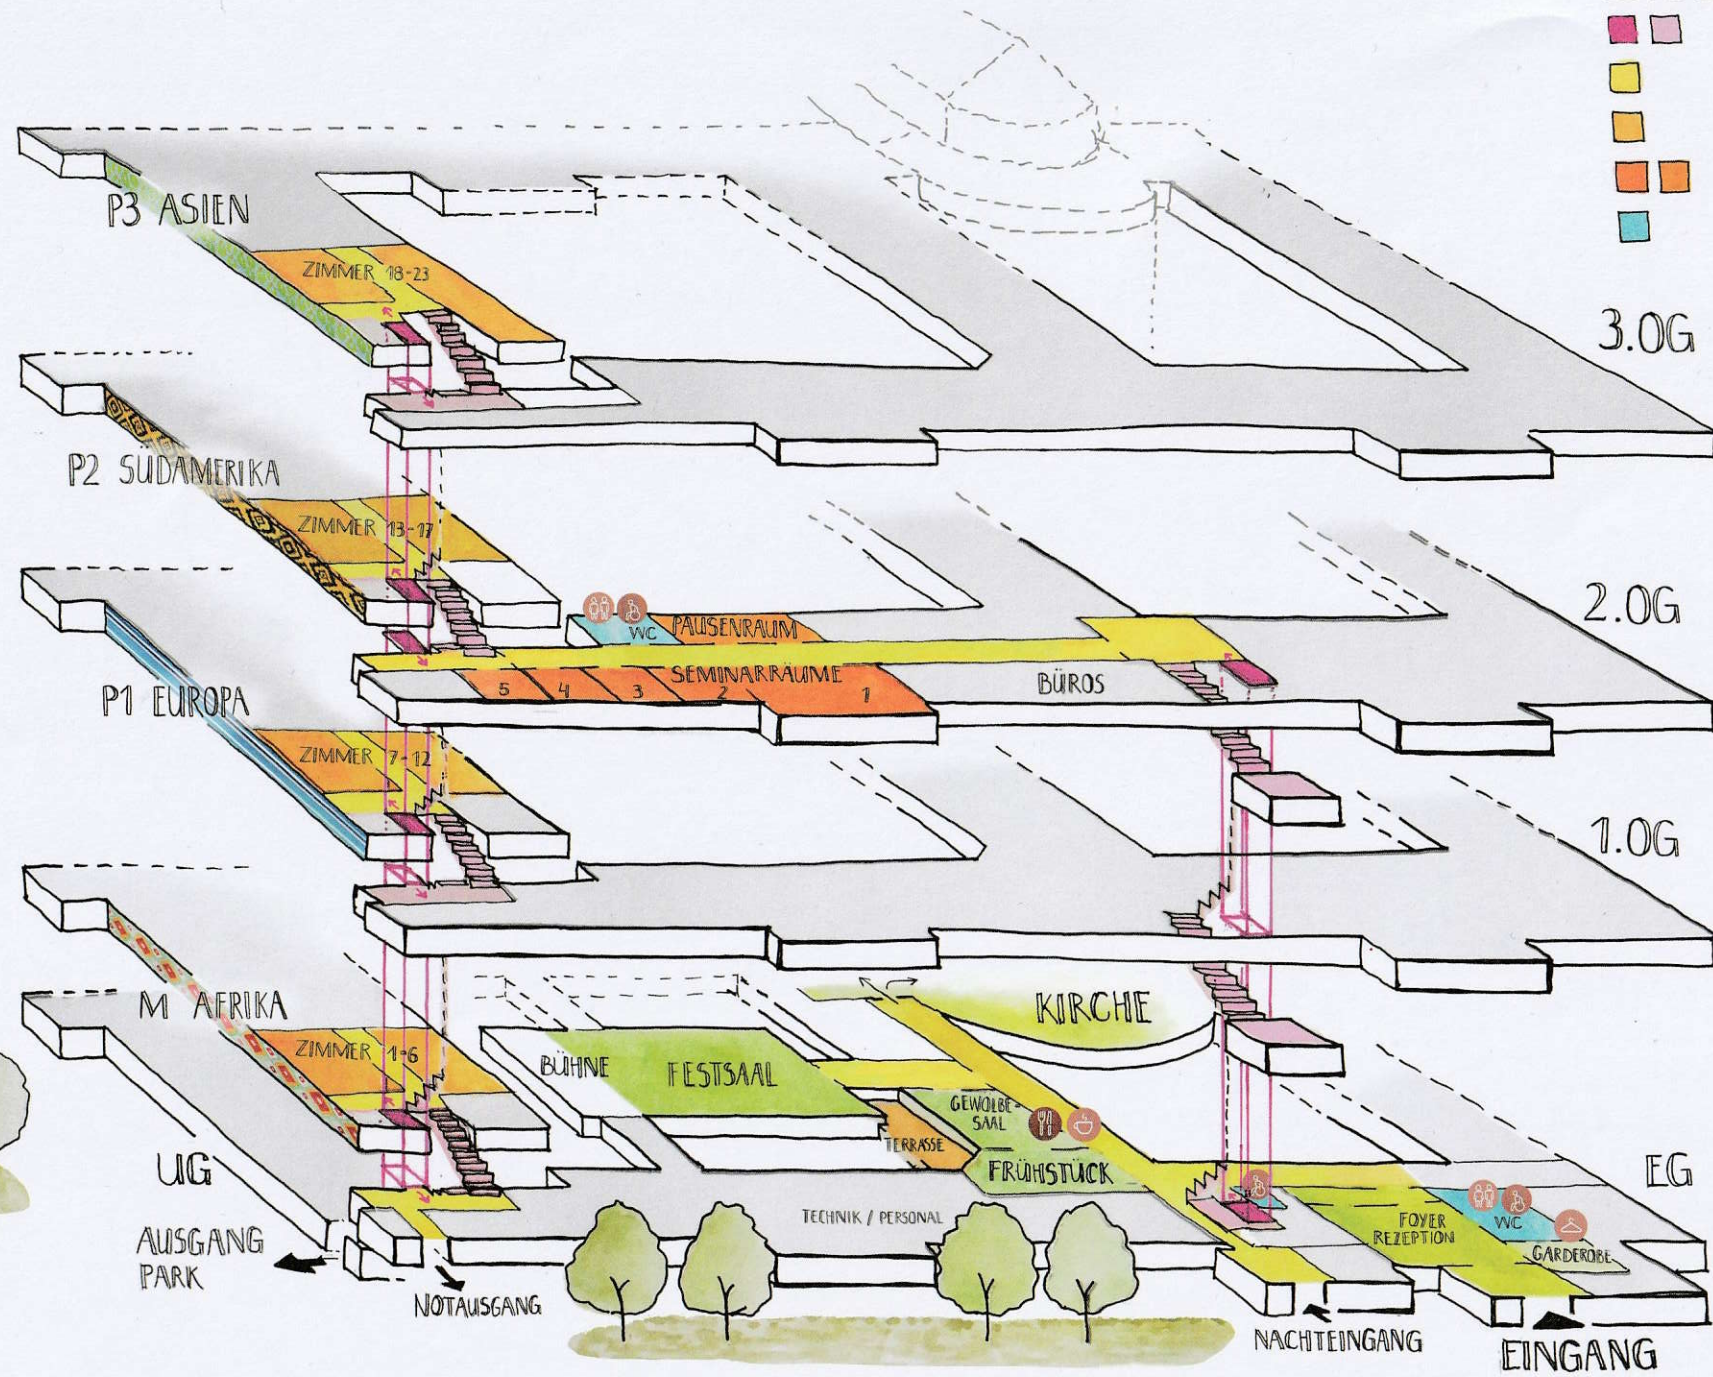 P3 ASIEN
ZIMMER 18-23
3.OG
P2 SÜDAMERIKA
ZIMMER 13-17
2.OG
WC
PAUSENRAUM
SEMINARRÄUME
5 4 3 2 1
BÜROS
P1 EUROPA
ZIMMER 7-12
1.OG
M AFRIKA
ZIMMER 1-6
BÜHNE
FESTSAAL
KIRCHE
GEWÖLBE-
SAAL
TERRASSE
FRÜHSTÜCK
UG
EG
TECHNIK / PERSONAL
FOYER
REZEPTION
WC
GARDEROBE
AUSGANG
PARK
NOTAUSGANG
NACHTEINGANG
EINGANG